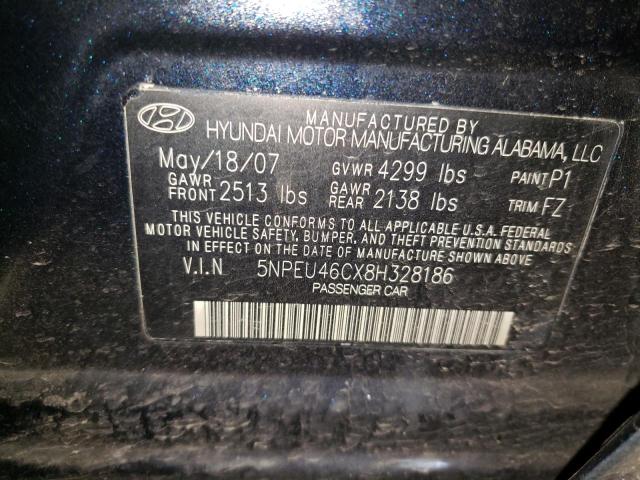 MANUFACTURED BY
HYUNDAI MOTOR MANUFACTURING ALABAMA, LLC
May/18/07 GVWR 4299 lbs PAINT P1
GAWR FRONT 2513 lbs GAWR REAR 2138 lbs TRIM FZ
THIS VEHICLE CONFORMS TO ALL APPLICABLE U.S.A. FEDERAL
MOTOR VEHICLE SAFETY, BUMPER, AND THEFT PREVENTION STANDARDS
IN EFFECT ON THE DATE OF MANUFACTURE SHOWN ABOVE
V.I.N 5NPEU46CX8H328186
PASSENGER CAR